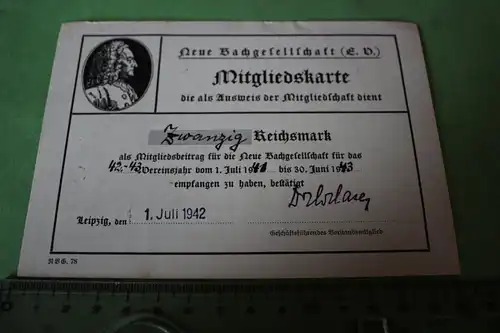 Neue Bachgesellschaft (E. V.)
Mitgliedskarte
die als Ausweis der Mitgliedschaft dient
Zwanzig Reichsmark
als Mitgliedsbeitrag für die Neue Bachgesellschaft für das
42.-43 Vereinsjahr vom 1. Juli 19 bis 30. Juni 1943
empfangen zu haben, bestätigt
Leipzig, den 1. Juli 1942
Geschäftsführendes Vorstandsmitglied
NBG. 78